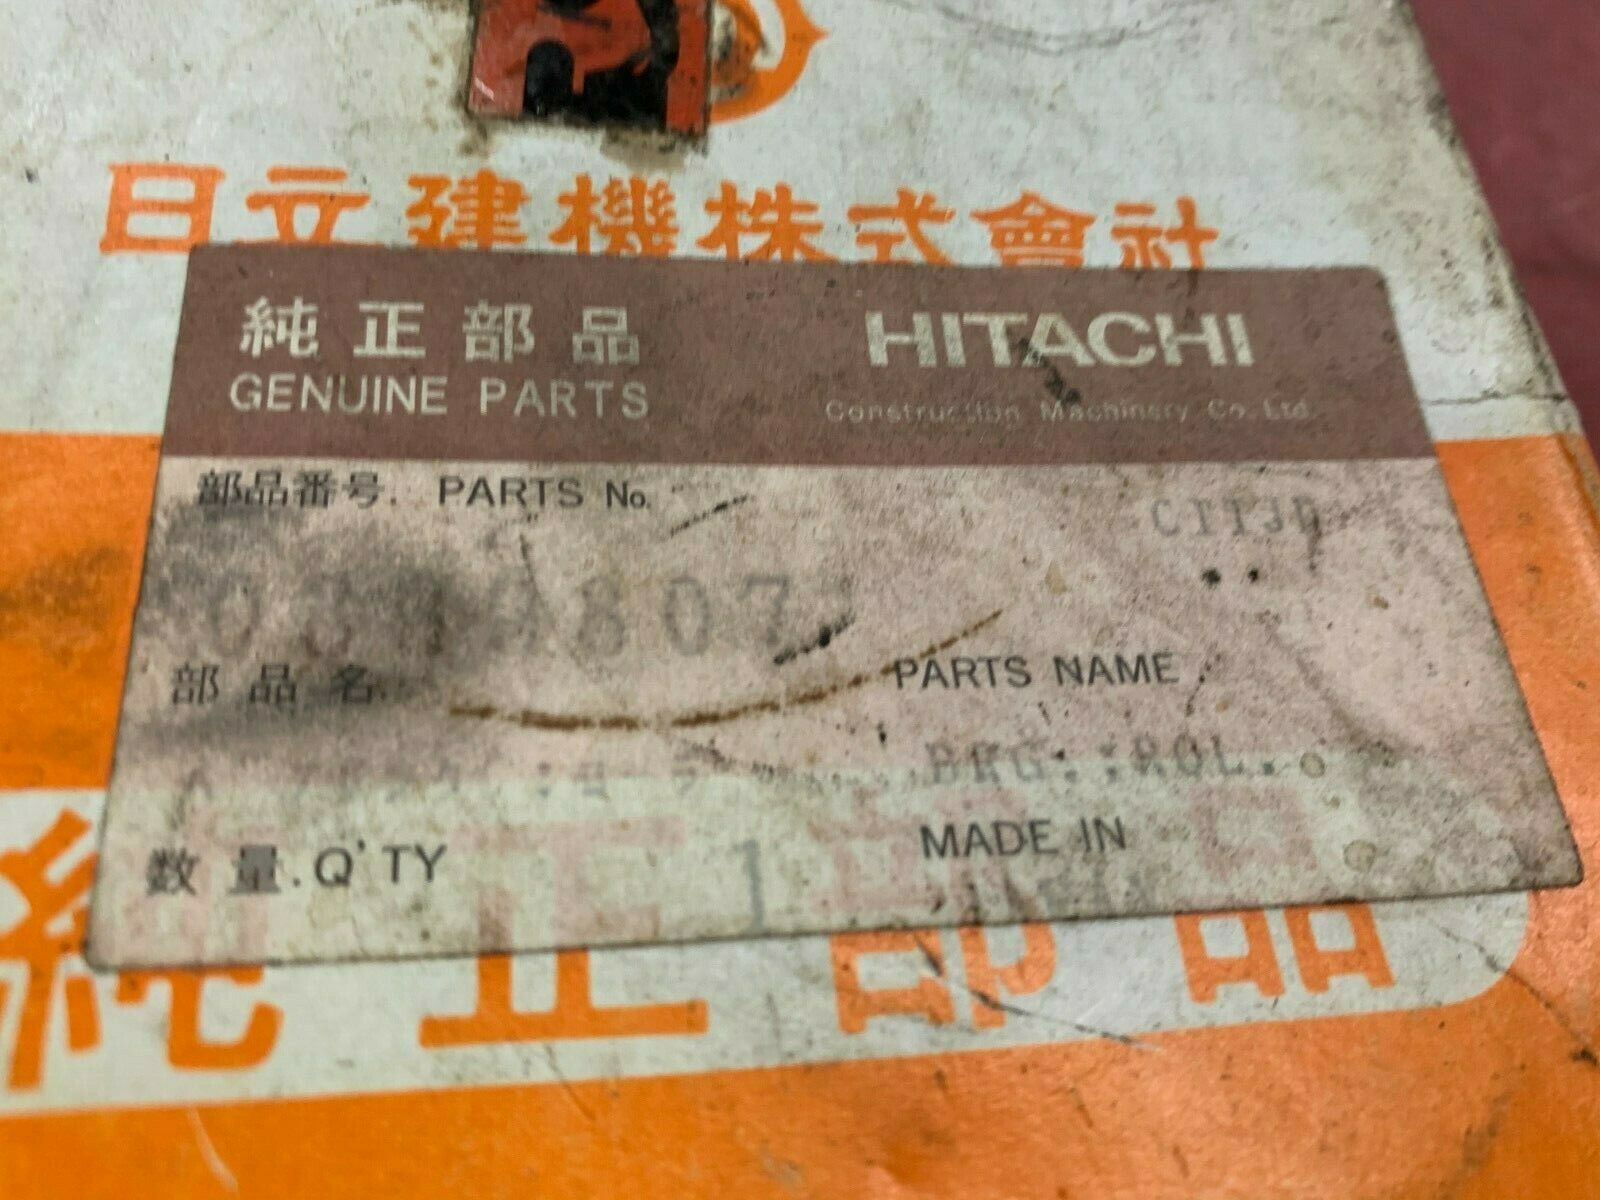 日立建機株式會社
純正部品 HITACHI
GENUINE PARTS Construction Machinery Co. Ltd.
部品番号. PARTS No.
部品名 PARTS NAME
BRG.:ROL.
数量. Q'TY 1 MADE IN
純正部品